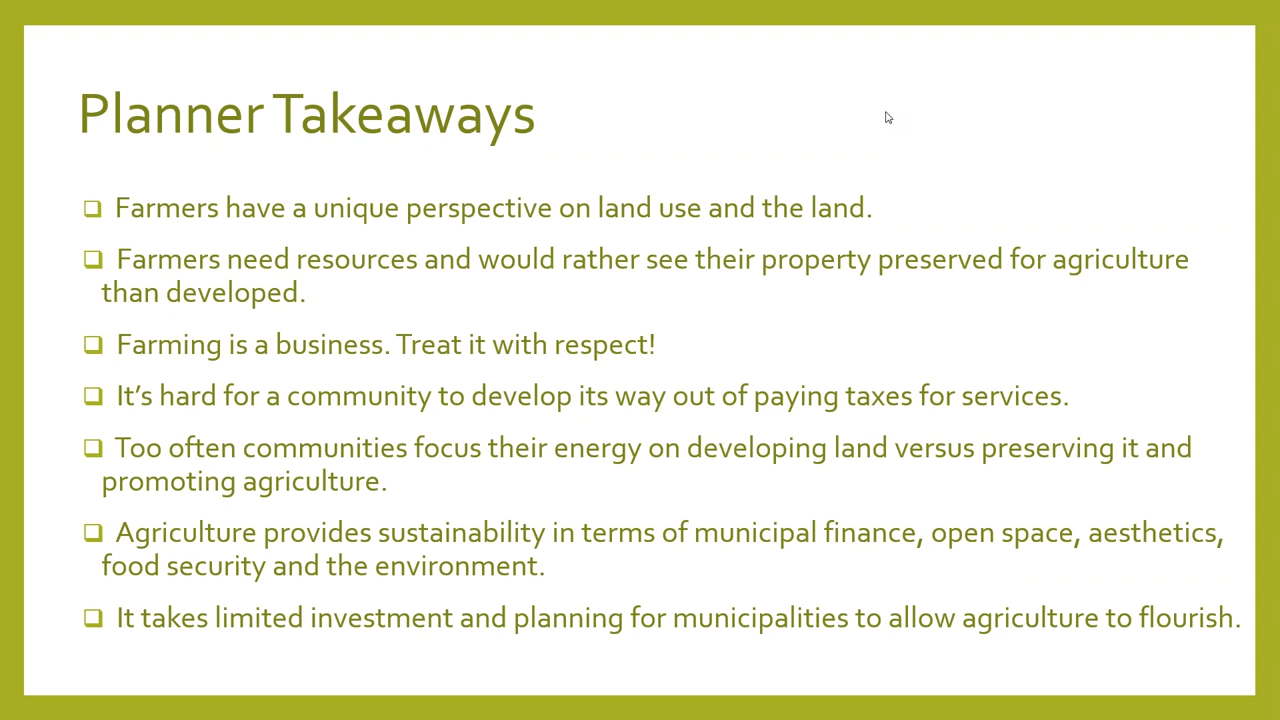 Planner Takeaways
❑ Farmers have a unique perspective on land use and the land.
❑ Farmers need resources and would rather see their property preserved for agriculture
than developed.
❑ Farming is a business. Treat it with respect!
❑ It’s hard for a community to develop its way out of paying taxes for services.
❑ Too often communities focus their energy on developing land versus preserving it and
promoting agriculture.
❑ Agriculture provides sustainability in terms of municipal finance, open space, aesthetics,
food security and the environment.
❑ It takes limited investment and planning for municipalities to allow agriculture to flourish.